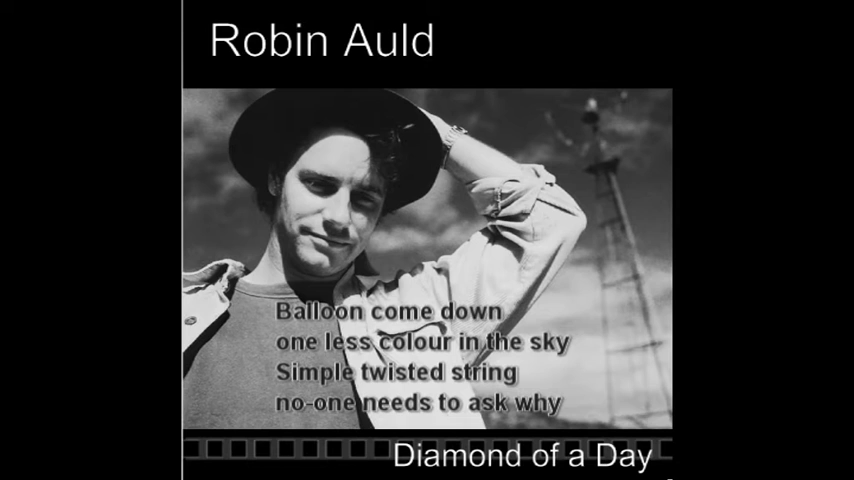 Robin Auld
Balloon come down
one less colour in the sky
Simple twisted string
no-one needs to ask why
Diamond of a Day